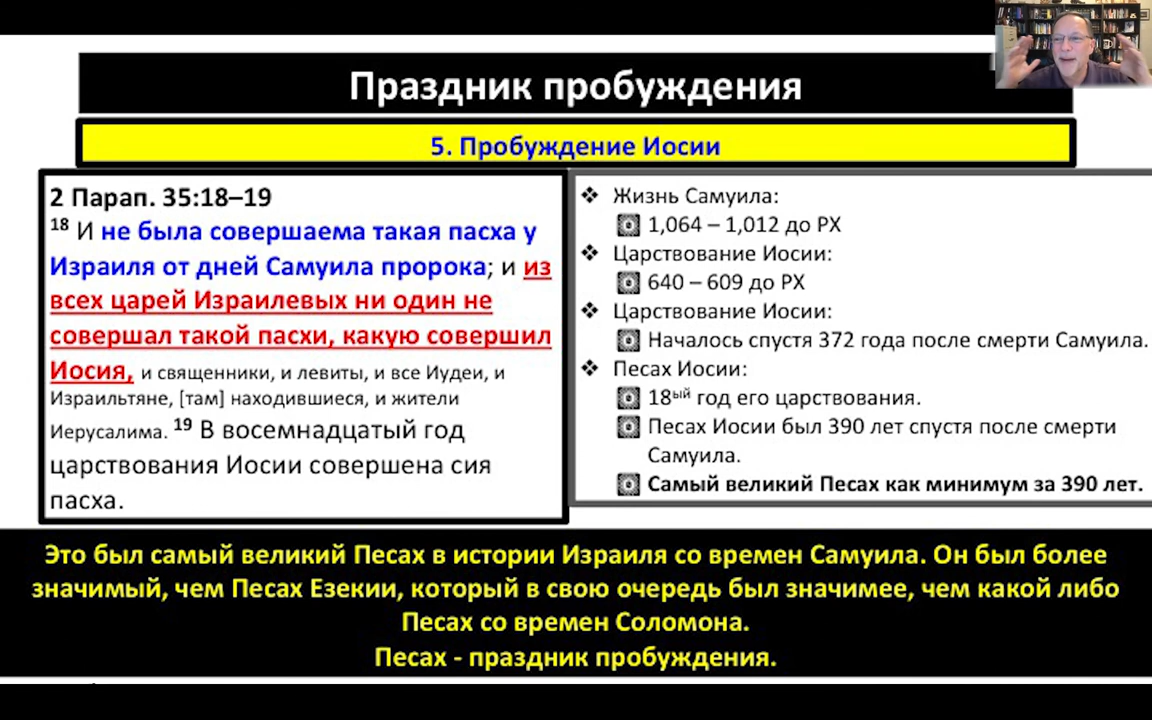 Праздник пробуждения
5. Пробуждение Иосии
2 Парап. 35:18–19
18 И не была совершаема такая пасха у
Израиля от дней Самуила пророка; и из
всех царей Израилевых ни один не
совершал такой пасхи, какую совершил
Иосия, и священники, и левиты, и все Иудеи, и
Израильтяне, [там] находившиеся, и жители
Иерусалима. 19 В восемнадцатый год
царствования Иосии совершена сия
пасха.
❖ Жизнь Самуила:
1,064 – 1,012 до РХ
❖ Царствование Иосии:
640 – 609 до РХ
❖ Царствование Иосии:
Началось спустя 372 года после смерти Самуила.
❖ Песах Иосии:
18ый год его царствования.
Песах Иосии был 390 лет спустя после смерти
Самуила.
Самый великий Песах как минимум за 390 лет.
Это был самый великий Песах в истории Израиля со времен Самуила. Он был более
значимый, чем Песах Езекии, который в свою очередь был значимее, чем какой либо
Песах со времен Соломона.
Песах - праздник пробуждения.